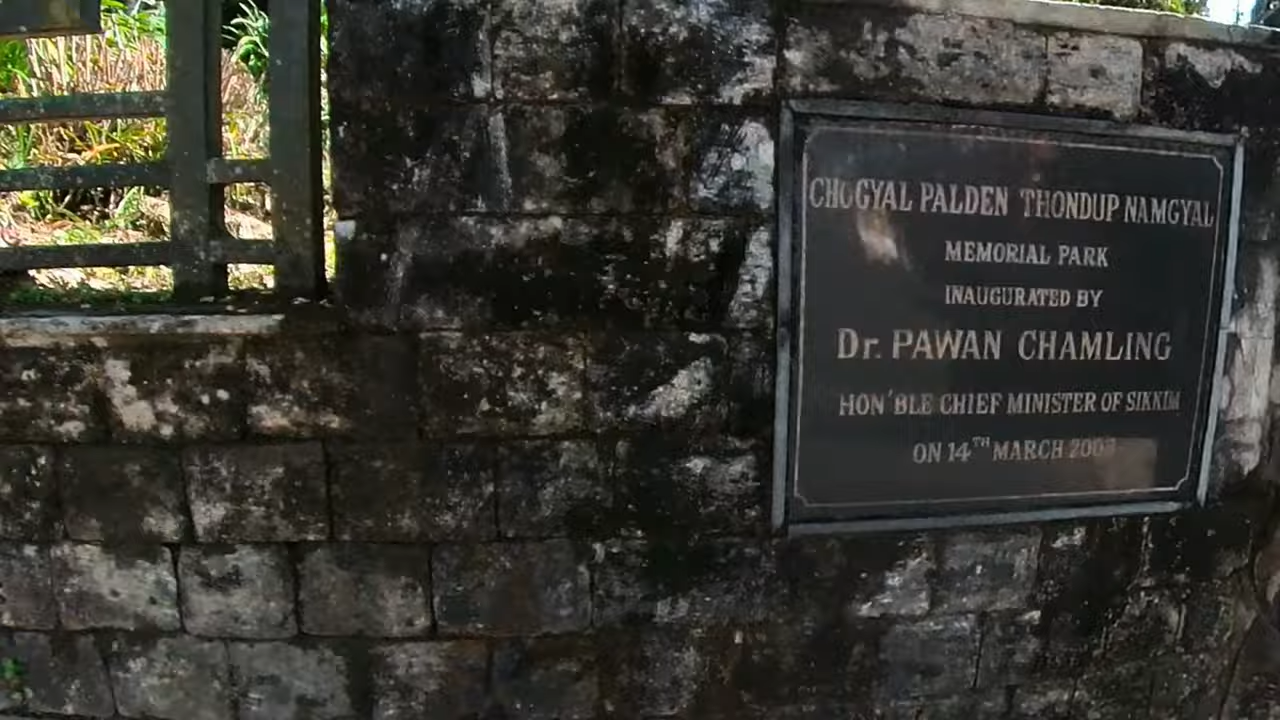 CHOGYAL PALDEN THONDUP NAMGYAL
MEMORIAL PARK
INAUGURATED BY
Dr. PAWAN CHAMLING
HON'BLE CHIEF MINISTER OF SIKKIM
ON 14TH MARCH